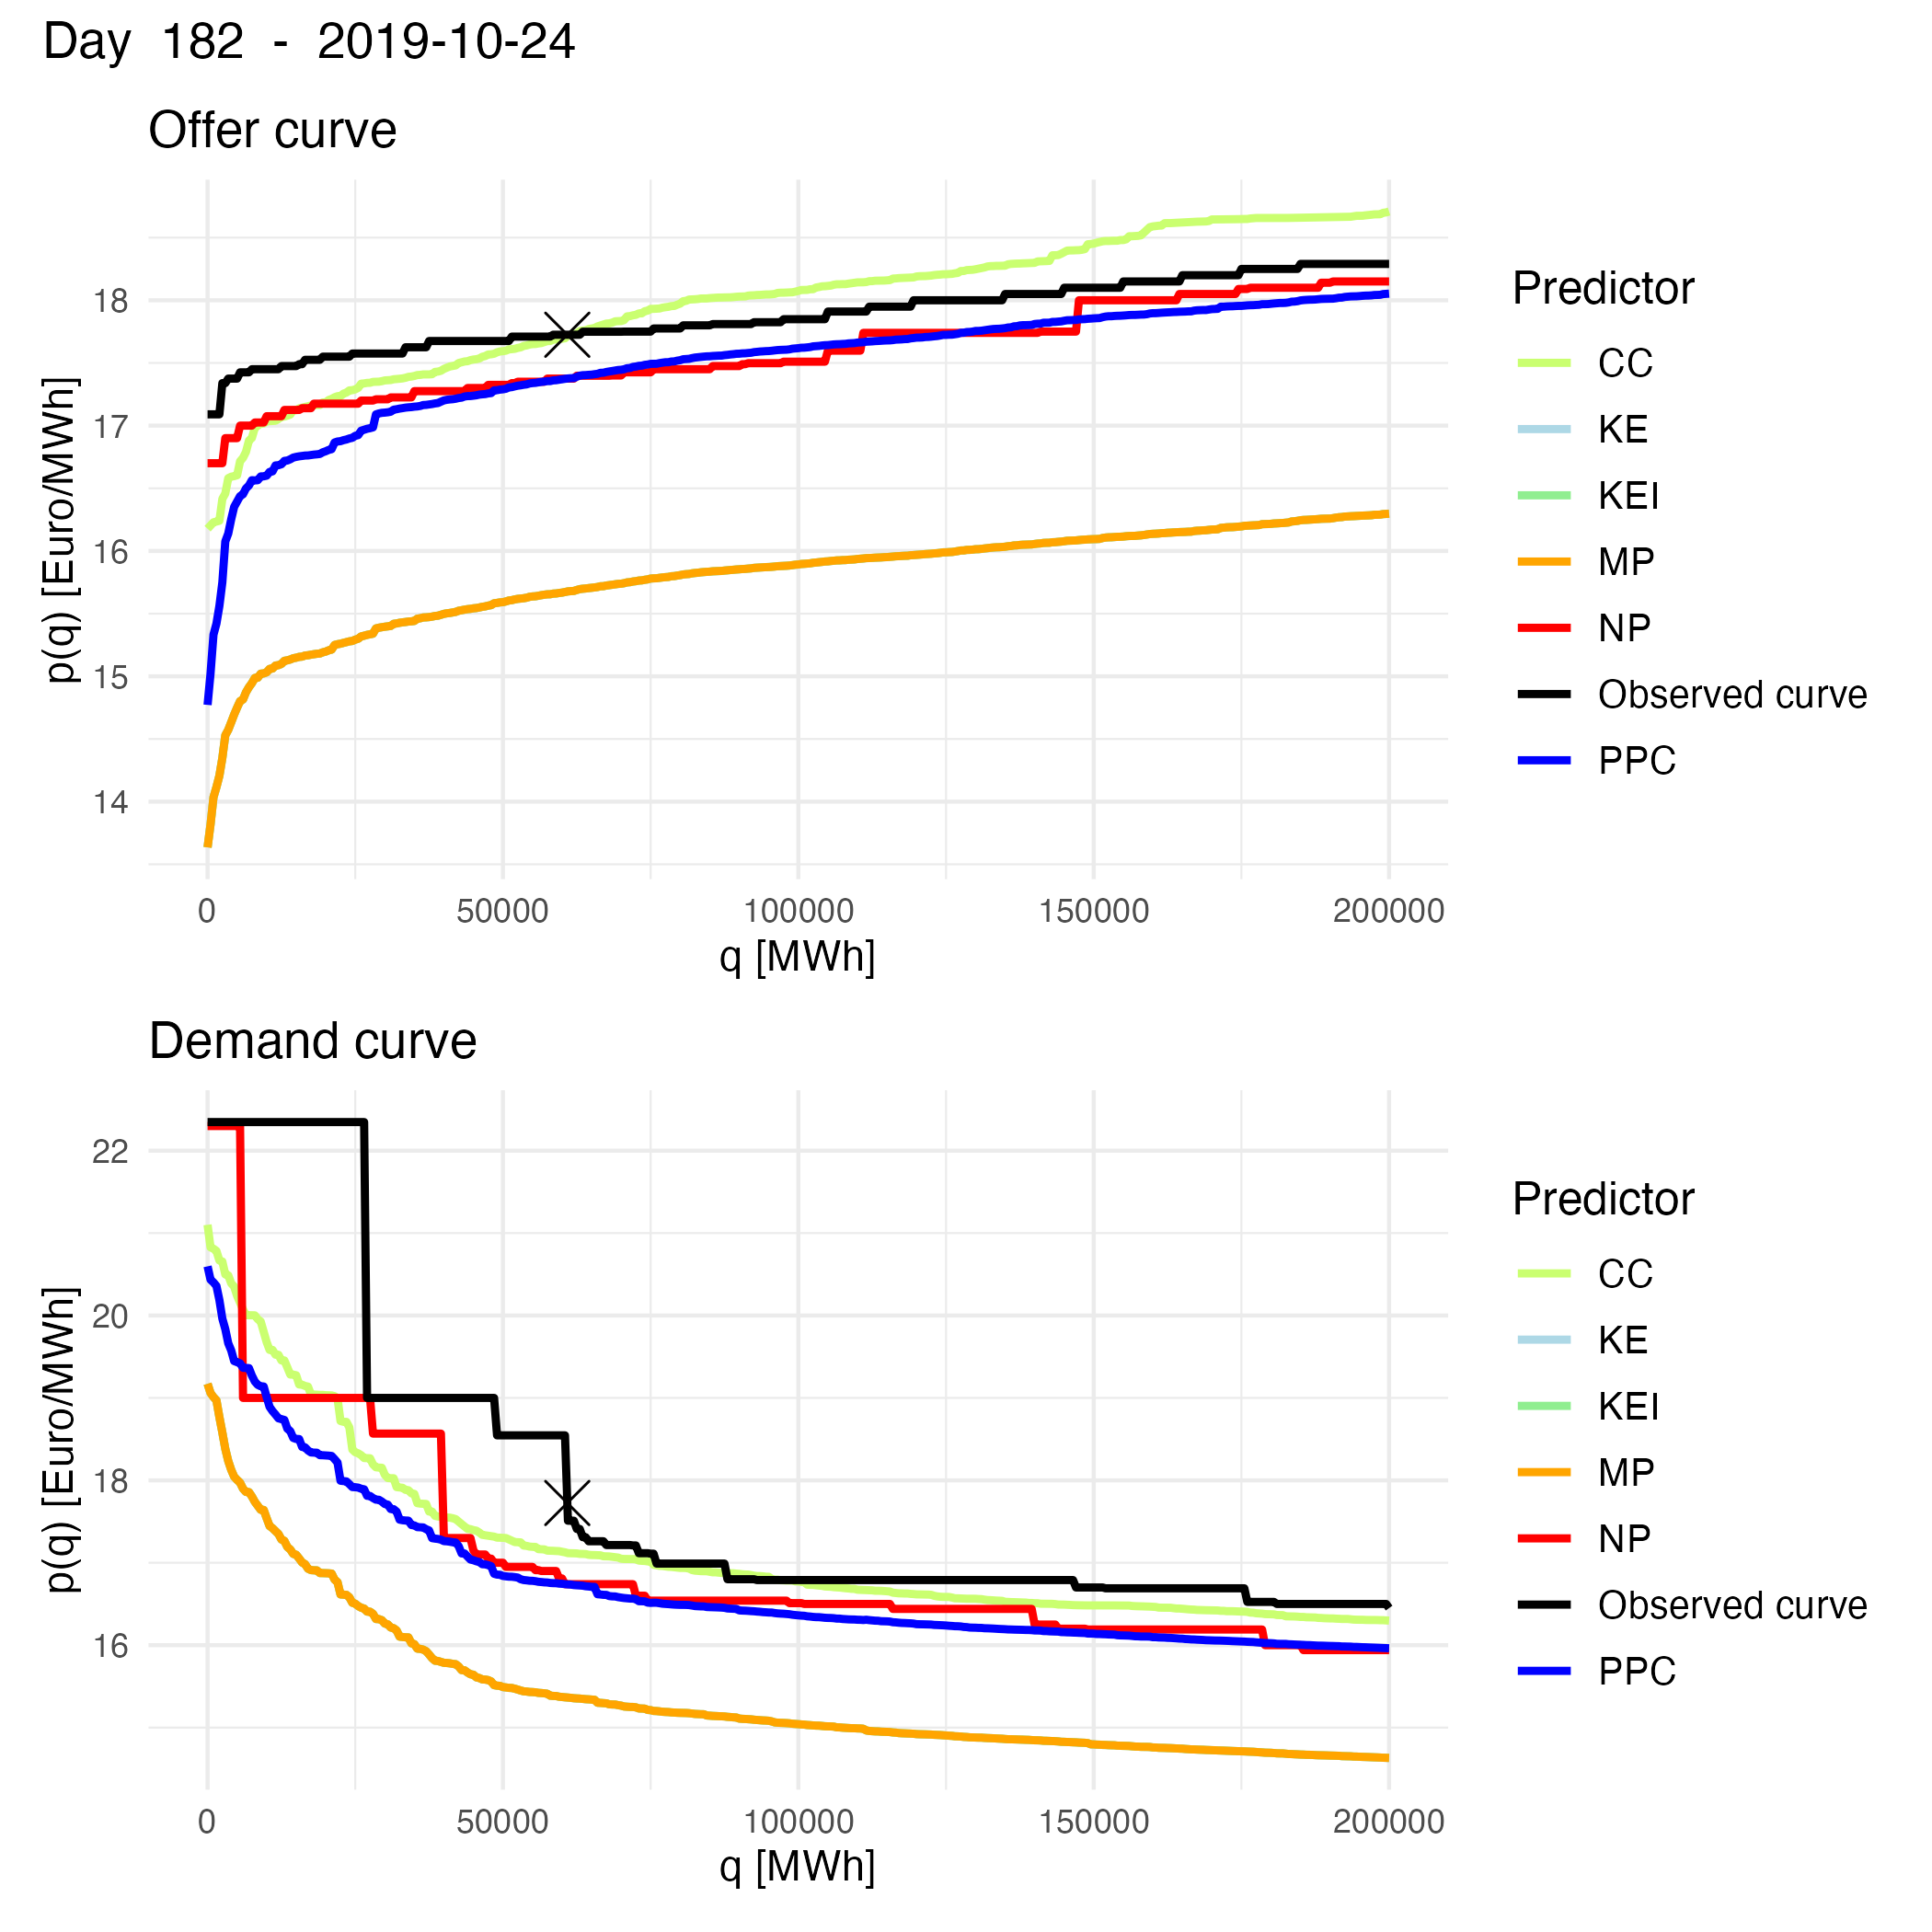 Day 182 - 2019-10-24
Offer curve
p(q) [Euro/MWh]
18
17
16
15
14
0
50000
100000
150000
200000
q [MWh]
Predictor
CC
KE
KEI
MP
NP
Observed curve
PPC
Demand curve
p(q) [Euro/MWh]
22
20
18
16
0
50000
100000
150000
200000
q [MWh]
Predictor
CC
KE
KEI
MP
NP
Observed curve
PPC